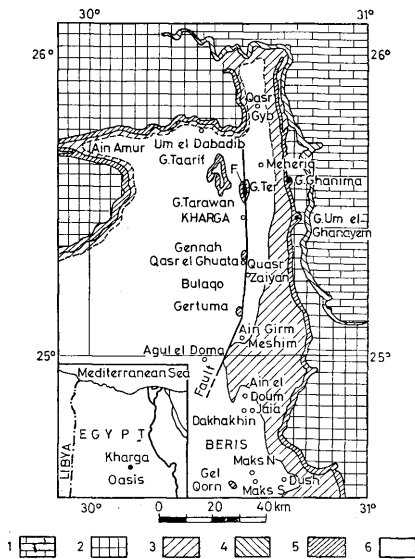 30° 31°
26° 26°
Qasr
Gyb
Ain Amur
Um el Dabadib
G.Taarif
F
Meheriq
G.Ter
G.Ghanima
G.Tarawan
KHARGA
G.Um el
Ghanayem
Gennah
Qasr el Ghuata
Quasr
Zaiyan
Bulaqo
Gertuma
Ain Girm
Meshim
25° 25°
Agul el Doma
Fault
Mediterranean Sea
Ain el
Doum
Jaia
Dakhakhin
EGYPT
BERIS
LIBYA
Kharga
Oasis
Maks N
Gel
Qorn
Maks S
Dush
30° 0 20 40 km 31°
1 2 3 4 5 6